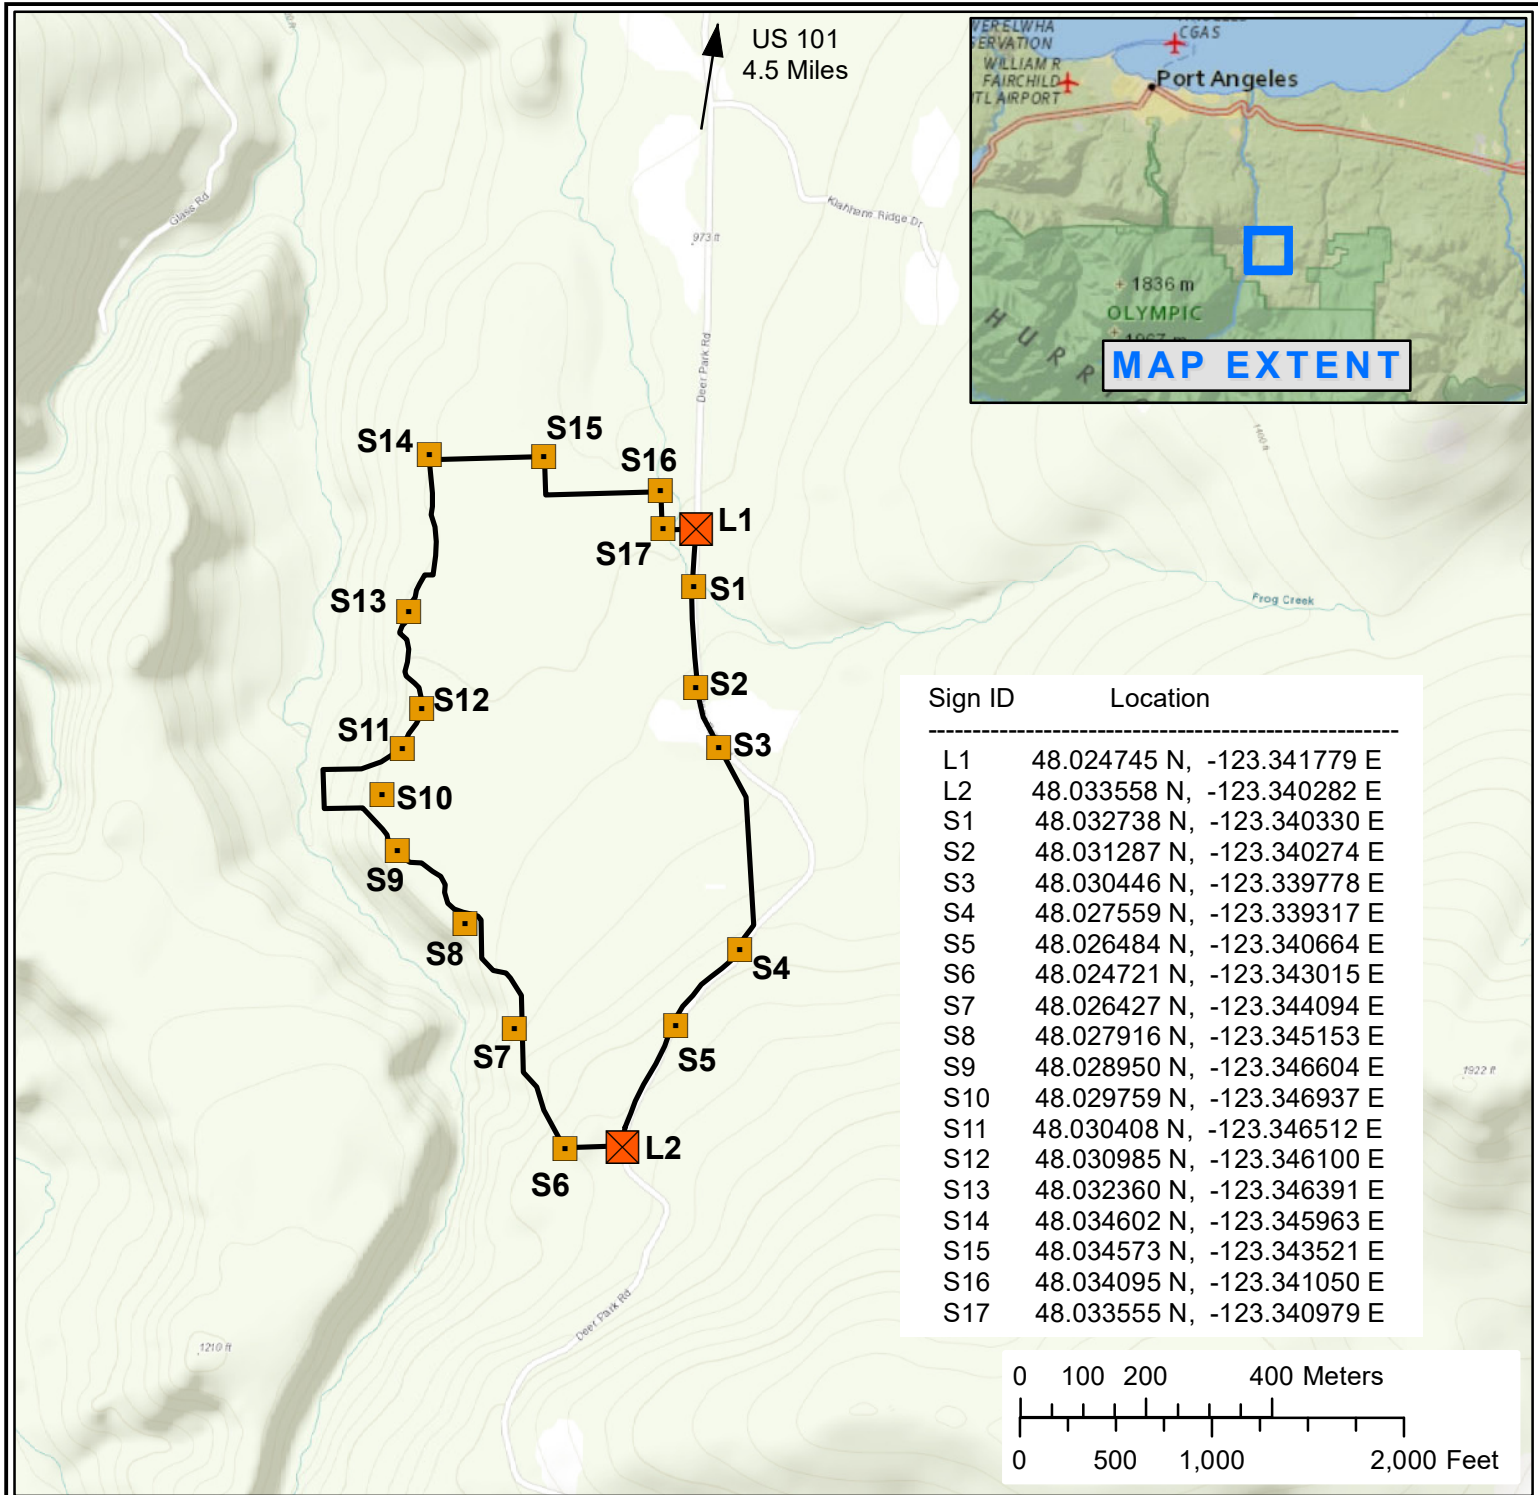 US 101
4.5 Miles
CGAS
WILLIAM R
FAIRCHILD
Port Angeles
1836 m
OLYMPIC
MAP EXTENT
Glass Rd
Klahhane Ridge Dr
973 ft
Deer Park Rd
1400 ft
S14
S15
S16
L1
S17
S1
S13
Frog Creek
S2
S12
S11
S3
S10
S9
S8
S4
S7
S5
S6
L2
1922 ft
Deer Park Rd
1210 ft
Sign ID Location
------------------------------------------------------
L1 48.024745 N, -123.341779 E
L2 48.033558 N, -123.340282 E
S1 48.032738 N, -123.340330 E
S2 48.031287 N, -123.340274 E
S3 48.030446 N, -123.339778 E
S4 48.027559 N, -123.339317 E
S5 48.026484 N, -123.340664 E
S6 48.024721 N, -123.343015 E
S7 48.026427 N, -123.344094 E
S8 48.027916 N, -123.345153 E
S9 48.028950 N, -123.346604 E
S10 48.029759 N, -123.346937 E
S11 48.030408 N, -123.346512 E
S12 48.030985 N, -123.346100 E
S13 48.032360 N, -123.346391 E
S14 48.034602 N, -123.345963 E
S15 48.034573 N, -123.343521 E
S16 48.034095 N, -123.341050 E
S17 48.033555 N, -123.340979 E
0 100 200 400 Meters
0 500 1,000 2,000 Feet